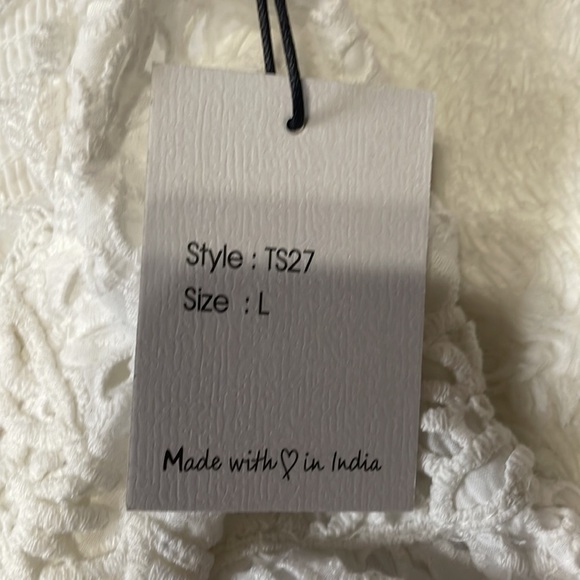 Style : TS27
Size : L
Made with♡in India